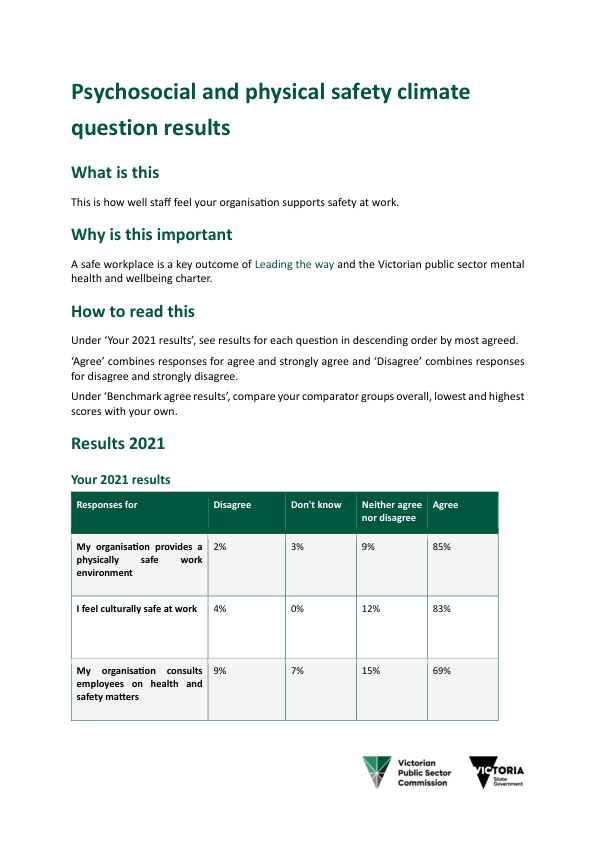 Psychosocial and physical safety climate
question results
What is this
This is how well staff feel your organisation supports safety at work.
Why is this important
A safe workplace is a key outcome of Leading the way and the Victorian public sector mental
health and wellbeing charter.
How to read this
Under ‘Your 2021 results’, see results for each question in descending order by most agreed.
‘Agree’ combines responses for agree and strongly agree and ‘Disagree’ combines responses
for disagree and strongly disagree.
Under ‘Benchmark agree results’, compare your comparator groups overall, lowest and highest
scores with your own.
Results 2021
Your 2021 results
Responses for Disagree Don't know Neither agree Agree
nor disagree
My organisation provides a 2% 3% 9% 85%
physically safe work
environment
I feel culturally safe at work 4% 0% 12% 83%
My organisation consults 9% 7% 15% 69%
employees on health and
safety matters
Victorian
Public Sector
Commission
VICTORIA
State
Government